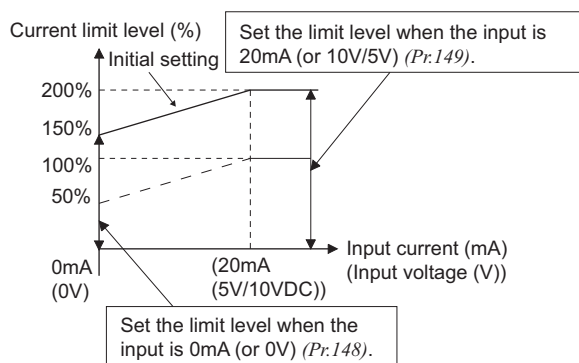 Current limit level (%)
Set the limit level when the input is
20mA (or 10V/5V) (Pr.149).
Initial setting
200%
150%
100%
50%
0mA
(0V)
(20mA
(5V/10VDC))
Input current (mA)
(Input voltage (V))
Set the limit level when the
input is 0mA (or 0V) (Pr.148).